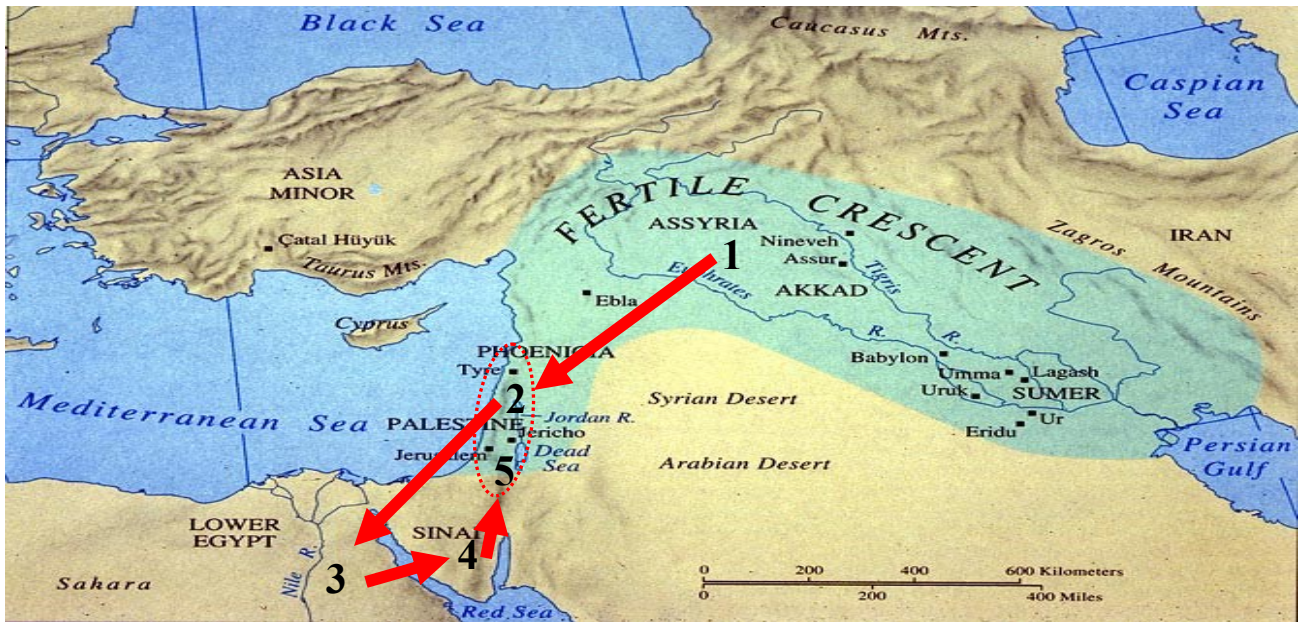 Black Sea
Caucasus Mts.
Caspian
Sea
ASIA
MINOR
FERTILE CRESCENT
ASSYRIA
1
Nineveh
Assur
Zagros Mountains
IRAN
Çatal Hüyük
Taurus Mts.
Euphrates R.
Tigris R.
AKKAD
Ebla
Cyprus
PHOENICIA
Tyre
Babylon
Umma
Lagash
Uruk
SUMER
2
Mediterranean Sea
Syrian Desert
Jordan R.
PALESTINE
Jericho
Ur
Eridu
Jerusalem
Dead
Sea
5
Arabian Desert
Persian
Gulf
LOWER
EGYPT
SINAI
4
3
Nile R.
Sahara
Red Sea
0 200 400 600 Kilometers
0 200 400 Miles